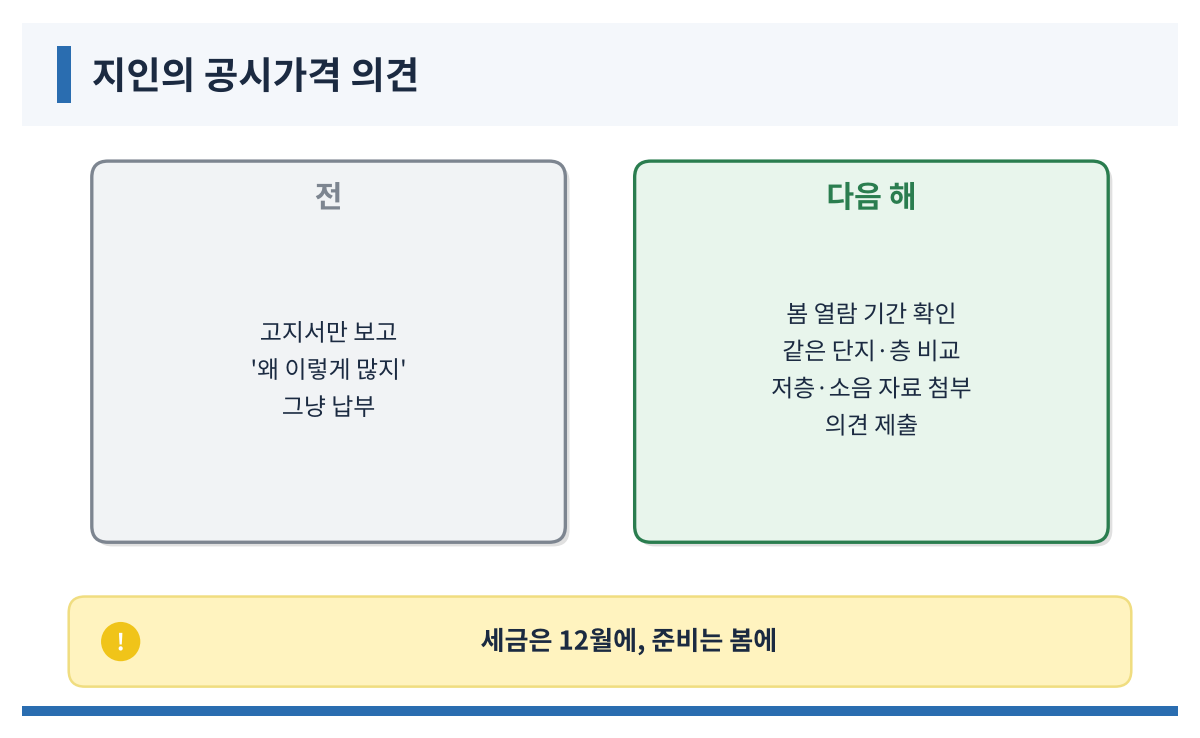 지인의 공시가격 의견
전
고지서만 보고
'왜 이렇게 많지'
그냥 납부
다음 해
봄 열람 기간 확인
같은 단지·층 비교
저층·소음 자료 첨부
의견 제출
!
세금은 12월에, 준비는 봄에